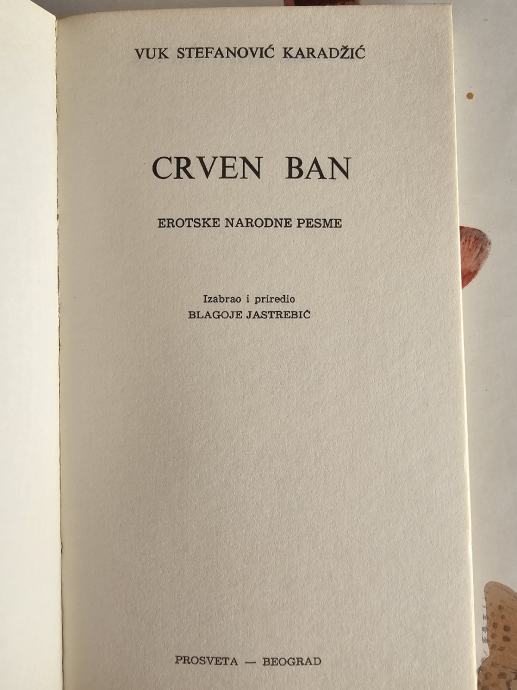 VUK STEFANOVIĆ KARADŽIĆ
CRVEN BAN
EROTSKE NARODNE PESME
Izabrao i priredio
BLAGOJE JASTREBIĆ
PROSVETA — BEOGRAD